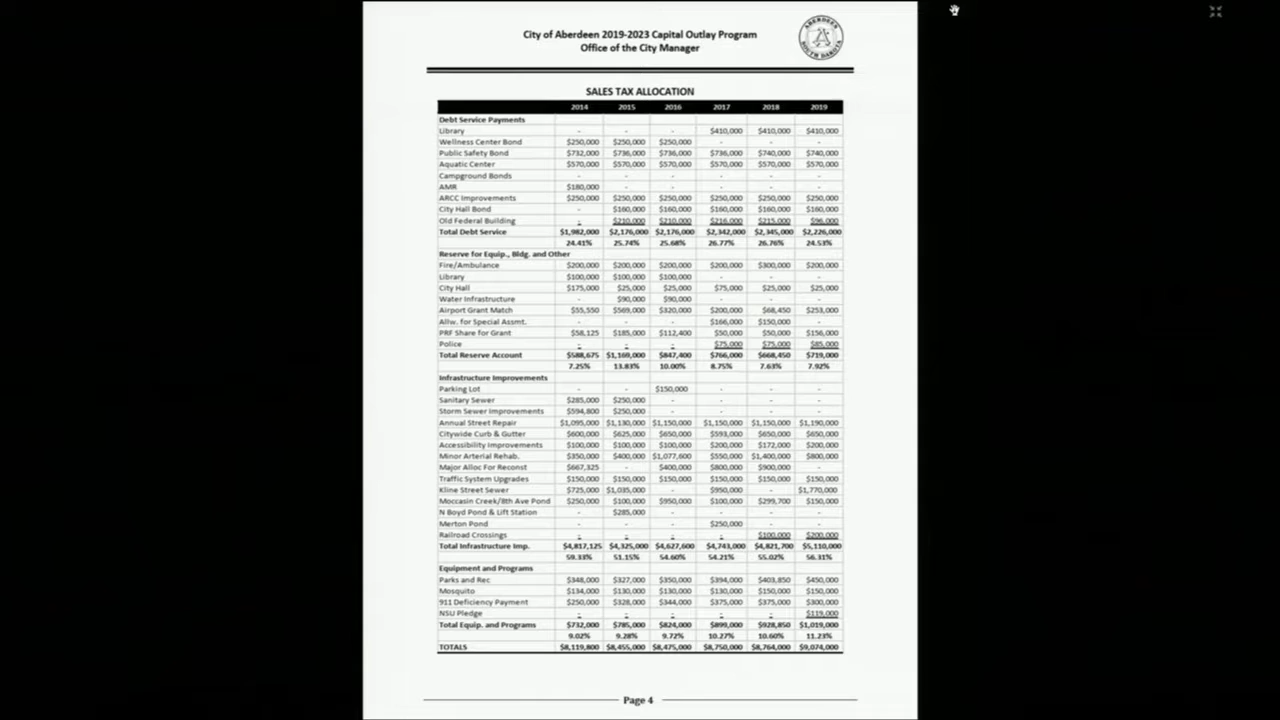 City of Aberdeen 2019-2023 Capital Outlay Program
Office of the City Manager
ABERDEEN
A
SOUTH DAKOTA
SALES TAX ALLOCATION
2014 2015 2016 2017 2018 2019
Debt Service Payments
Library - - - $410,000 $410,000 $410,000
Wellness Center Bond $250,000 $250,000 $250,000 - - -
Public Safety Bond $732,000 $736,000 $736,000 $736,000 $740,000 $740,000
Aquatic Center $570,000 $570,000 $570,000 $570,000 $570,000 $570,000
Campground Bonds - - - - - -
AMR $180,000 - - - - -
ARCC Improvements $250,000 $250,000 $250,000 $250,000 $250,000 $250,000
City Hall Bond - $160,000 $160,000 $160,000 $160,000 $160,000
Old Federal Building - $210,000 $210,000 $216,000 $215,000 $96,000
Total Debt Service $1,982,000 $2,176,000 $2,176,000 $2,342,000 $2,345,000 $2,226,000
24.41% 25.74% 25.68% 26.77% 26.76% 24.53%
Reserve for Equip., Bldg. and Other
Fire/Ambulance $200,000 $200,000 $200,000 $200,000 $300,000 $200,000
Library $100,000 $100,000 $100,000 - - -
City Hall $175,000 $25,000 $25,000 $75,000 $25,000 $25,000
Water Infrastructure - $90,000 $90,000 - - -
Airport Grant Match $55,550 $569,000 $320,000 $200,000 $68,450 $253,000
Allw. for Special Assmt. - - - $166,000 $150,000 -
PRF Share for Grant $58,125 $185,000 $112,400 $50,000 $50,000 $156,000
Police - - - $75,000 $75,000 $85,000
Total Reserve Account $588,675 $1,169,000 $847,400 $766,000 $668,450 $719,000
7.25% 13.83% 10.00% 8.75% 7.63% 7.92%
Infrastructure Improvements
Parking Lot - - $150,000 - - -
Sanitary Sewer $285,000 $250,000 - - - -
Storm Sewer Improvements $594,800 $250,000 - - - -
Annual Street Repair $1,095,000 $1,130,000 $1,150,000 $1,150,000 $1,150,000 $1,190,000
Citywide Curb & Gutter $600,000 $625,000 $650,000 $593,000 $650,000 $650,000
Accessibility Improvements $100,000 $100,000 $100,000 $200,000 $172,000 $200,000
Minor Arterial Rehab. $350,000 $400,000 $1,077,600 $550,000 $1,400,000 $800,000
Major Alloc For Reconst $667,325 - $400,000 $800,000 $900,000 -
Traffic System Upgrades $150,000 $150,000 $150,000 $150,000 $150,000 $150,000
Kline Street Sewer $725,000 $1,035,000 - $950,000 - $1,770,000
Moccasin Creek/8th Ave Pond $250,000 $100,000 $950,000 $100,000 $299,700 $150,000
N Boyd Pond & Lift Station - $285,000 - - - -
Merton Pond - - - $250,000 - -
Railroad Crossings - - - - $100,000 $200,000
Total Infrastructure Imp. $4,817,125 $4,325,000 $4,627,600 $4,743,000 $4,821,700 $5,110,000
59.33% 51.15% 54.60% 54.21% 55.02% 56.31%
Equipment and Programs
Parks and Rec $348,000 $327,000 $350,000 $394,000 $403,850 $450,000
Mosquito $134,000 $130,000 $130,000 $130,000 $150,000 $150,000
911 Deficiency Payment $250,000 $328,000 $344,000 $375,000 $375,000 $300,000
NSU Pledge - - - - - $119,000
Total Equip. and Programs $732,000 $785,000 $824,000 $899,000 $928,850 $1,019,000
9.02% 9.28% 9.72% 10.27% 10.60% 11.23%
TOTALS $8,119,800 $8,455,000 $8,475,000 $8,750,000 $8,764,000 $9,074,000
Page 4